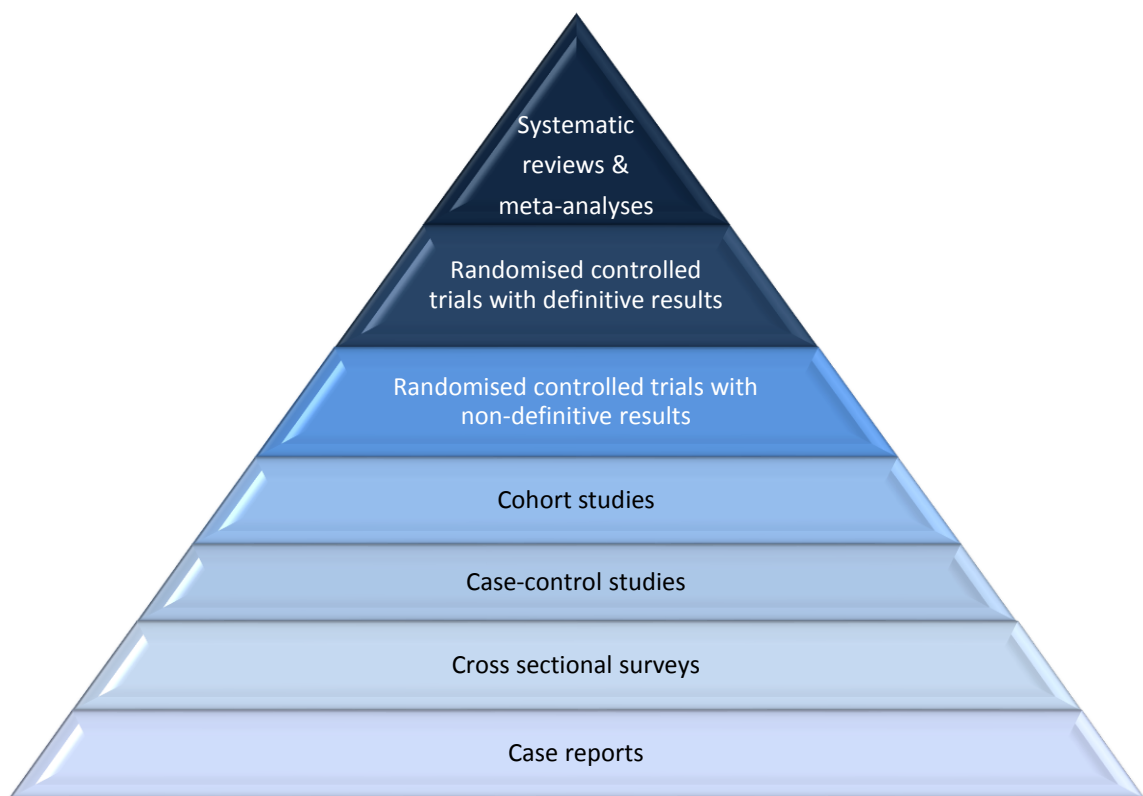 Systematic
reviews &
meta-analyses
Randomised controlled
trials with definitive results
Randomised controlled trials with
non-definitive results
Cohort studies
Case-control studies
Cross sectional surveys
Case reports